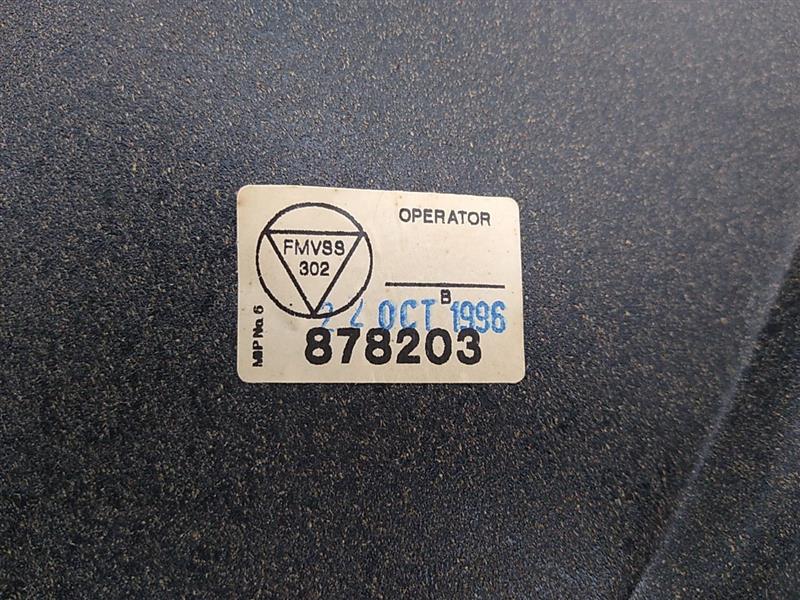 OPERATOR
FMVSS
302
B
OCT 1996
MIP No. 6
878203